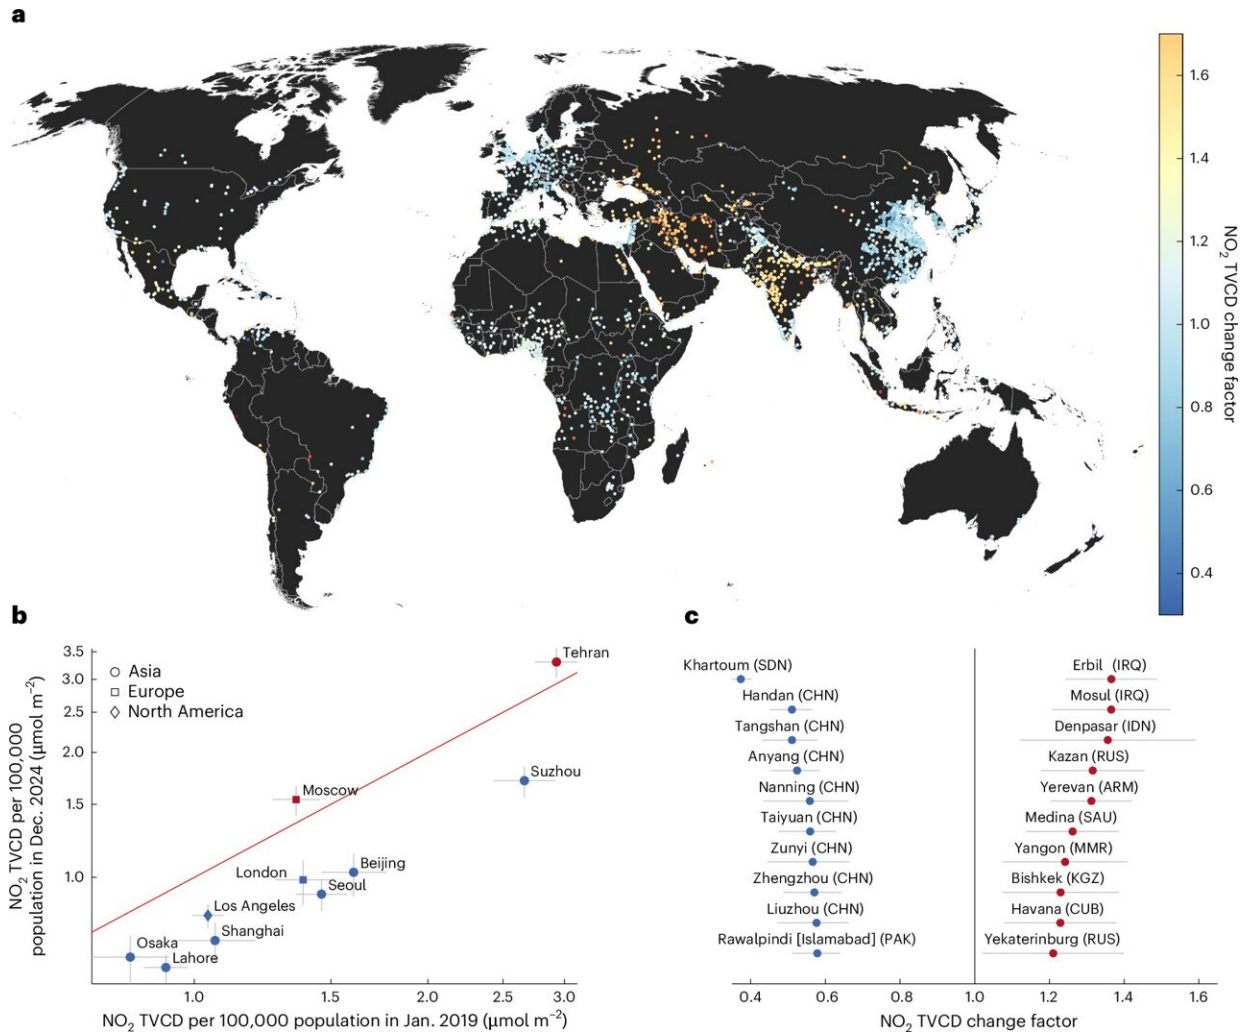 a
1.6
1.4
1.2
1.0
0.8
0.6
0.4
NO₂ TVCD change factor
b
NO₂ TVCD per 100,000
population in Dec. 2024 (μmol m⁻²)
3.5
3.0
2.5
2.0
1.5
1.0
Asia
Europe
North America
Tehran
Suzhou
Moscow
Beijing
London
Seoul
Los Angeles
Shanghai
Osaka
Lahore
1.0 1.5 2.0 2.5 3.0
NO₂ TVCD per 100,000 population in Jan. 2019 (μmol m⁻²)
c
Khartoum (SDN)
Handan (CHN)
Tangshan (CHN)
Anyang (CHN)
Nanning (CHN)
Taiyuan (CHN)
Zunyi (CHN)
Zhengzhou (CHN)
Liuzhou (CHN)
Rawalpindi [Islamabad] (PAK)
Erbil (IRQ)
Mosul (IRQ)
Denpasar (IDN)
Kazan (RUS)
Yerevan (ARM)
Medina (SAU)
Yangon (MMR)
Bishkek (KGZ)
Havana (CUB)
Yekaterinburg (RUS)
0.4 0.6 0.8 1.0 1.2 1.4 1.6
NO₂ TVCD change factor